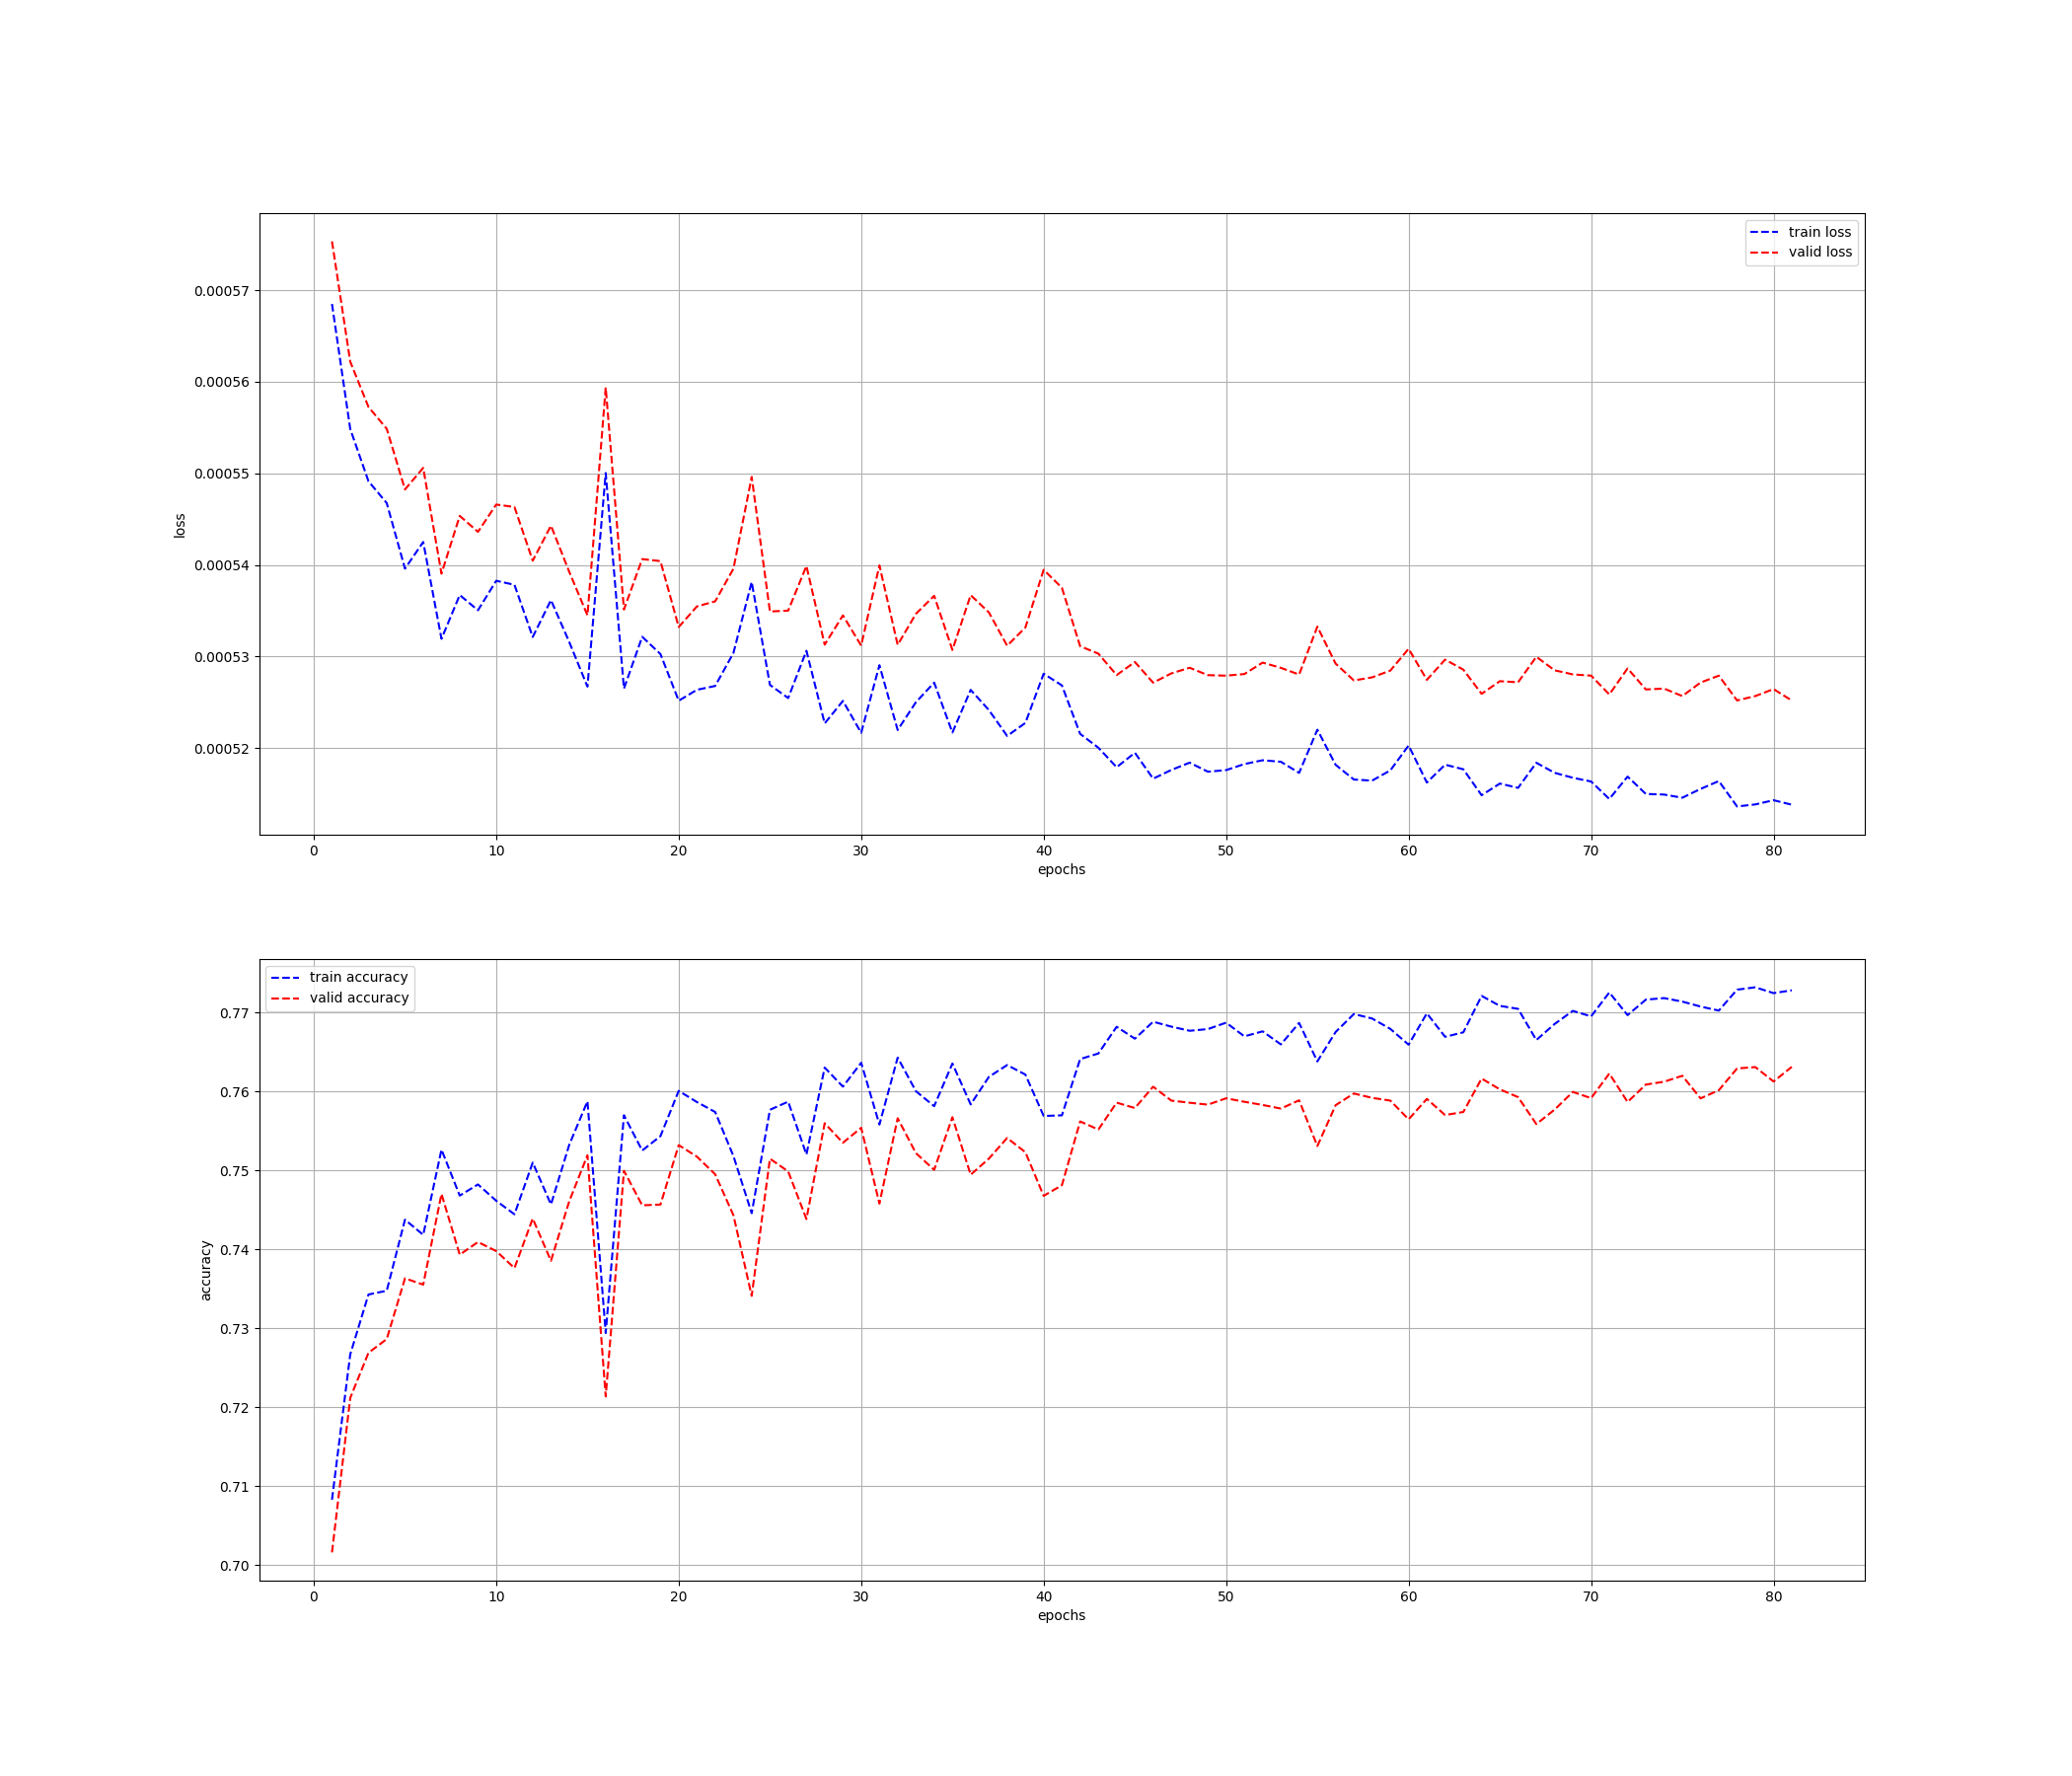 train loss
valid loss
0.00057
0.00056
0.00055
0.00054
0.00053
0.00052
loss
0 10 20 30 40 50 60 70 80
epochs
train accuracy
valid accuracy
0.77
0.76
0.75
0.74
0.73
0.72
0.71
0.70
accuracy
0 10 20 30 40 50 60 70 80
epochs